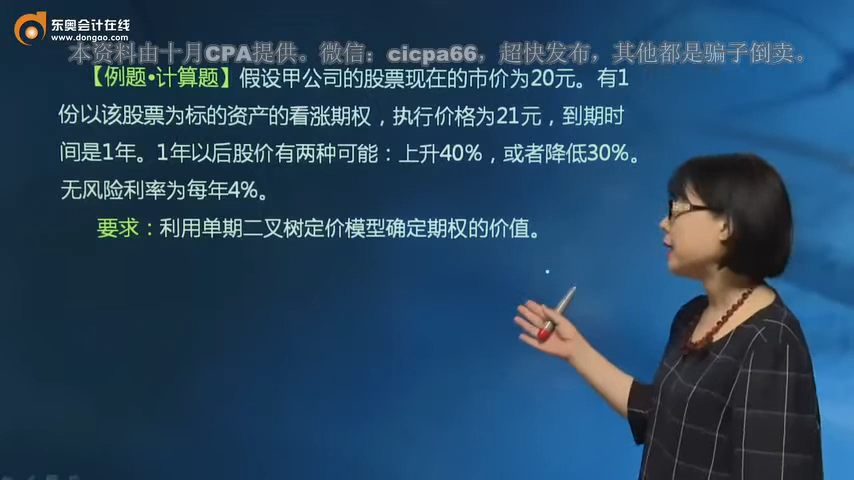 东奥会计在线
www.dongao.com
本资料由十月CPA提供。微信：cicpa66，超快发布，其他都是骗子倒卖。
【例题•计算题】假设甲公司的股票现在的市价为20元。有1
份以该股票为标的资产的看涨期权，执行价格为21元，到期时
间是1年。1年以后股价有两种可能：上升40%，或者降低30%。
无风险利率为每年4%。
要求：利用单期二叉树定价模型确定期权的价值。